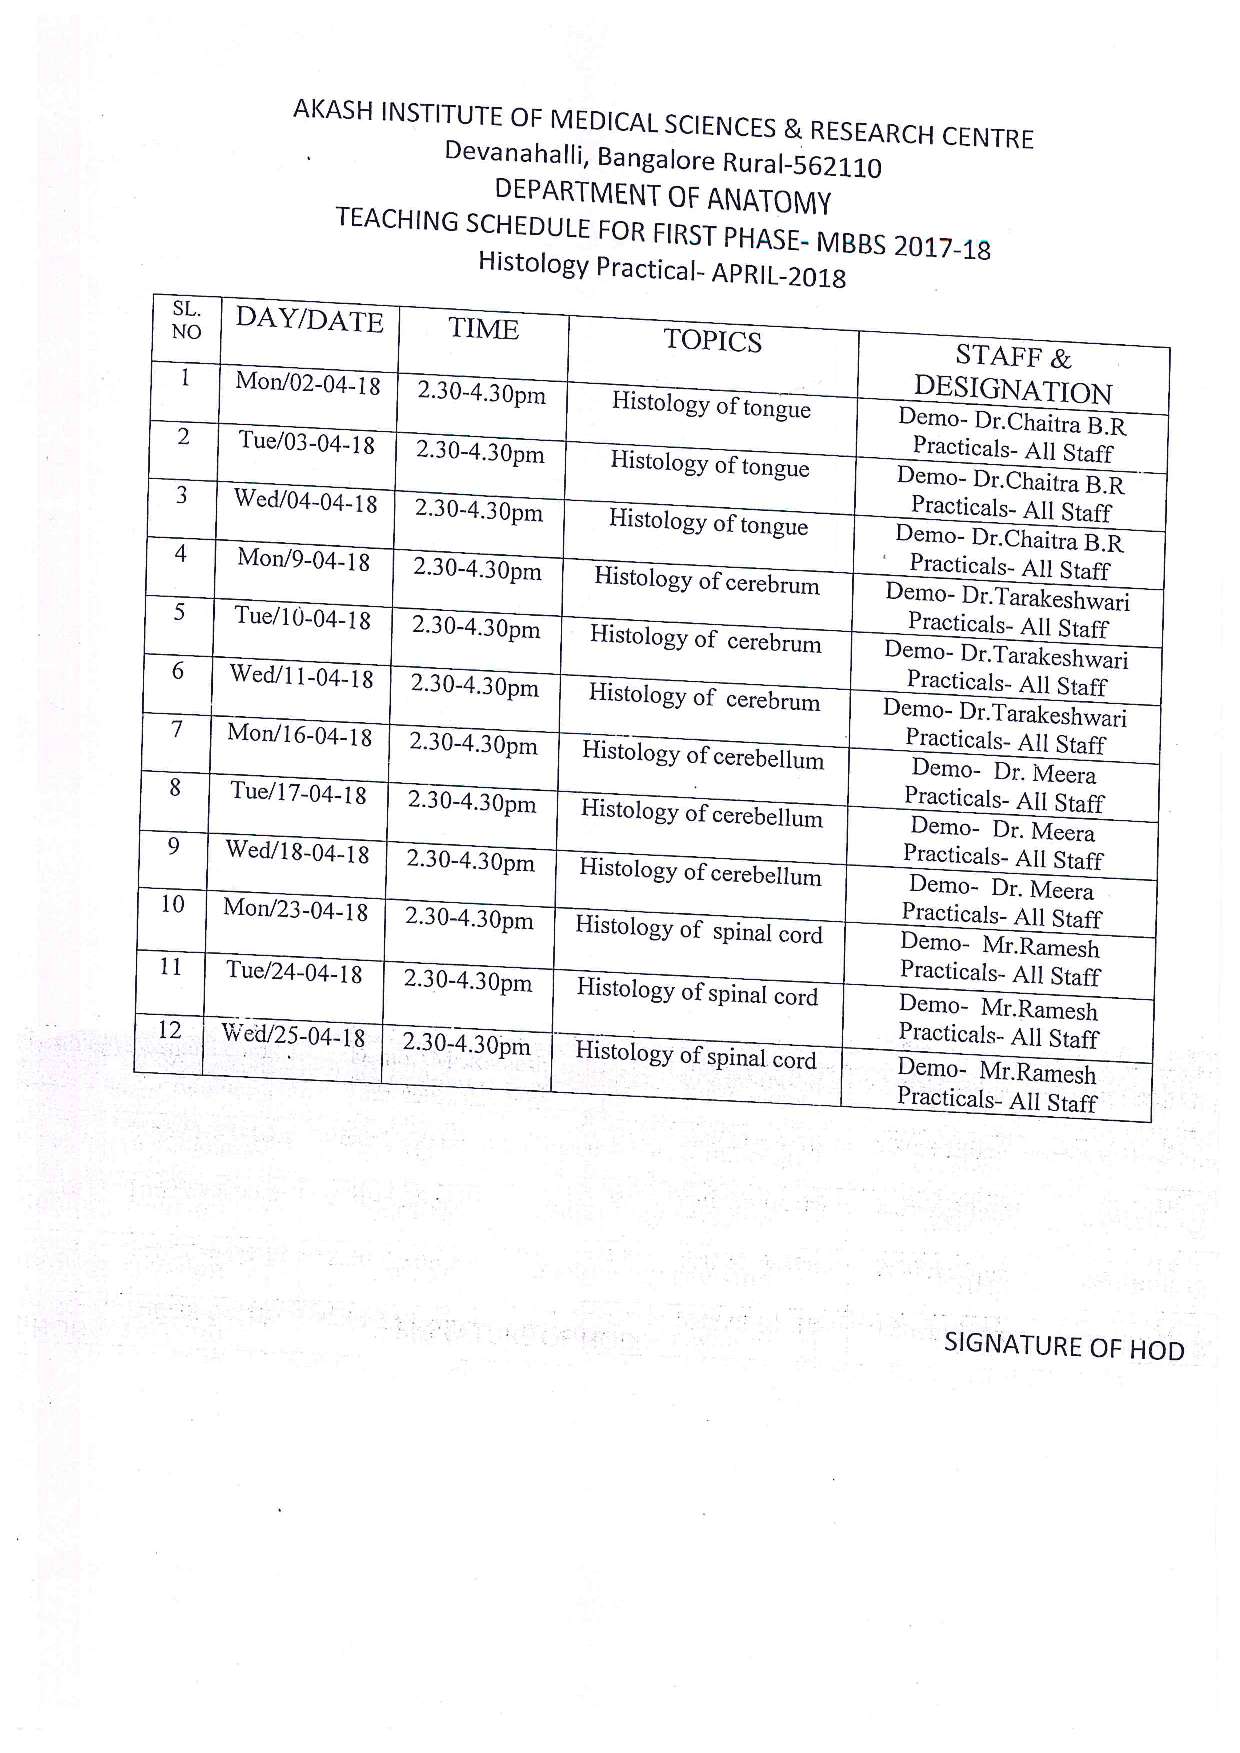 AKASH INSTITUTE OF MEDICAL SCIENCES & RESEARCH CENTRE
Devanahalli, Bangalore Rural-562110
DEPARTMENT OF ANATOMY
TEACHING SCHEDULE FOR FIRST PHASE- MBBS 2017-18
Histology Practical- APRIL-2018
SL. NO DAY/DATE TIME TOPICS STAFF & DESIGNATION
1 Mon/02-04-18 2.30-4.30pm Histology of tongue Demo- Dr.Chaitra B.R
Practicals- All Staff
2 Tue/03-04-18 2.30-4.30pm Histology of tongue Demo- Dr.Chaitra B.R
Practicals- All Staff
3 Wed/04-04-18 2.30-4.30pm Histology of tongue Demo- Dr.Chaitra B.R
Practicals- All Staff
4 Mon/9-04-18 2.30-4.30pm Histology of cerebrum Demo- Dr.Tarakeshwari
Practicals- All Staff
5 Tue/10-04-18 2.30-4.30pm Histology of cerebrum Demo- Dr.Tarakeshwari
Practicals- All Staff
6 Wed/11-04-18 2.30-4.30pm Histology of cerebrum Demo- Dr.Tarakeshwari
Practicals- All Staff
7 Mon/16-04-18 2.30-4.30pm Histology of cerebellum Demo- Dr. Meera
Practicals- All Staff
8 Tue/17-04-18 2.30-4.30pm Histology of cerebellum Demo- Dr. Meera
Practicals- All Staff
9 Wed/18-04-18 2.30-4.30pm Histology of cerebellum Demo- Dr. Meera
Practicals- All Staff
10 Mon/23-04-18 2.30-4.30pm Histology of spinal cord Demo- Mr.Ramesh
Practicals- All Staff
11 Tue/24-04-18 2.30-4.30pm Histology of spinal cord Demo- Mr.Ramesh
Practicals- All Staff
12 Wed/25-04-18 2.30-4.30pm Histology of spinal cord Demo- Mr.Ramesh
Practicals- All Staff
SIGNATURE OF HOD